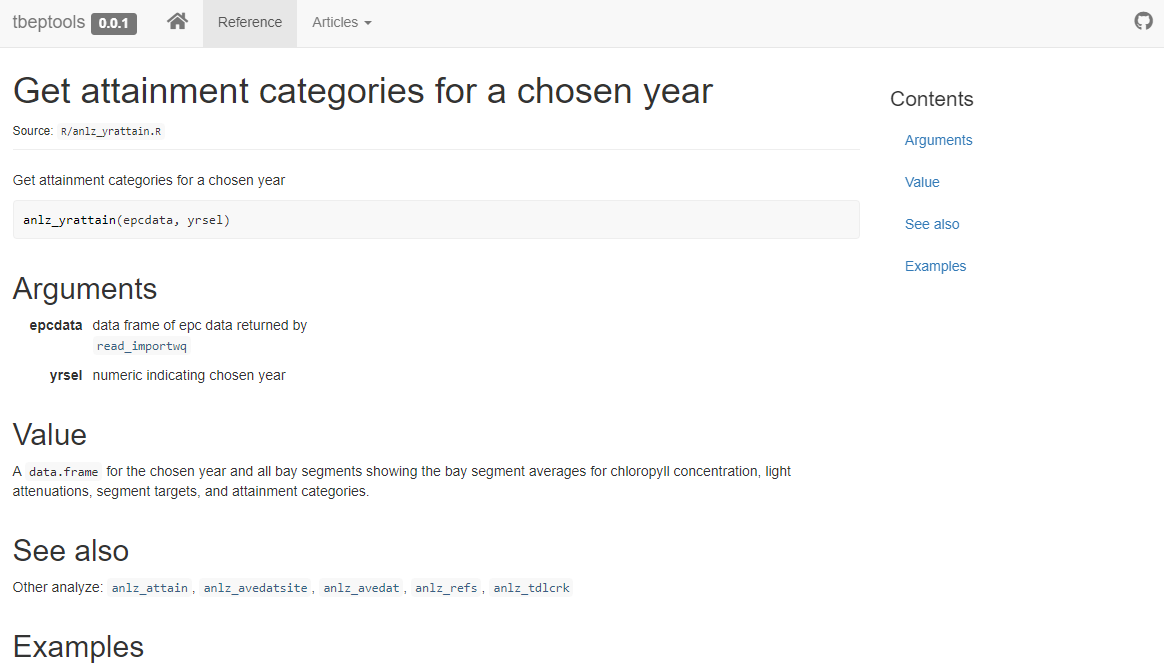 tbeptools 0.0.1 Reference Articles
Get attainment categories for a chosen year
Source: R/anlz_yrattain.R
Get attainment categories for a chosen year
anlz_yrattain(epcdata, yrsel)
Arguments
epcdata data frame of epc data returned by
read_importwq
yrsel numeric indicating chosen year
Value
A data.frame for the chosen year and all bay segments showing the bay segment averages for chloropyll concentration, light
attenuations, segment targets, and attainment categories.
See also
Other analyze: anlz_attain, anlz_avedatsite, anlz_avedat, anlz_refs, anlz_tdlcrk
Examples
Contents
Arguments
Value
See also
Examples